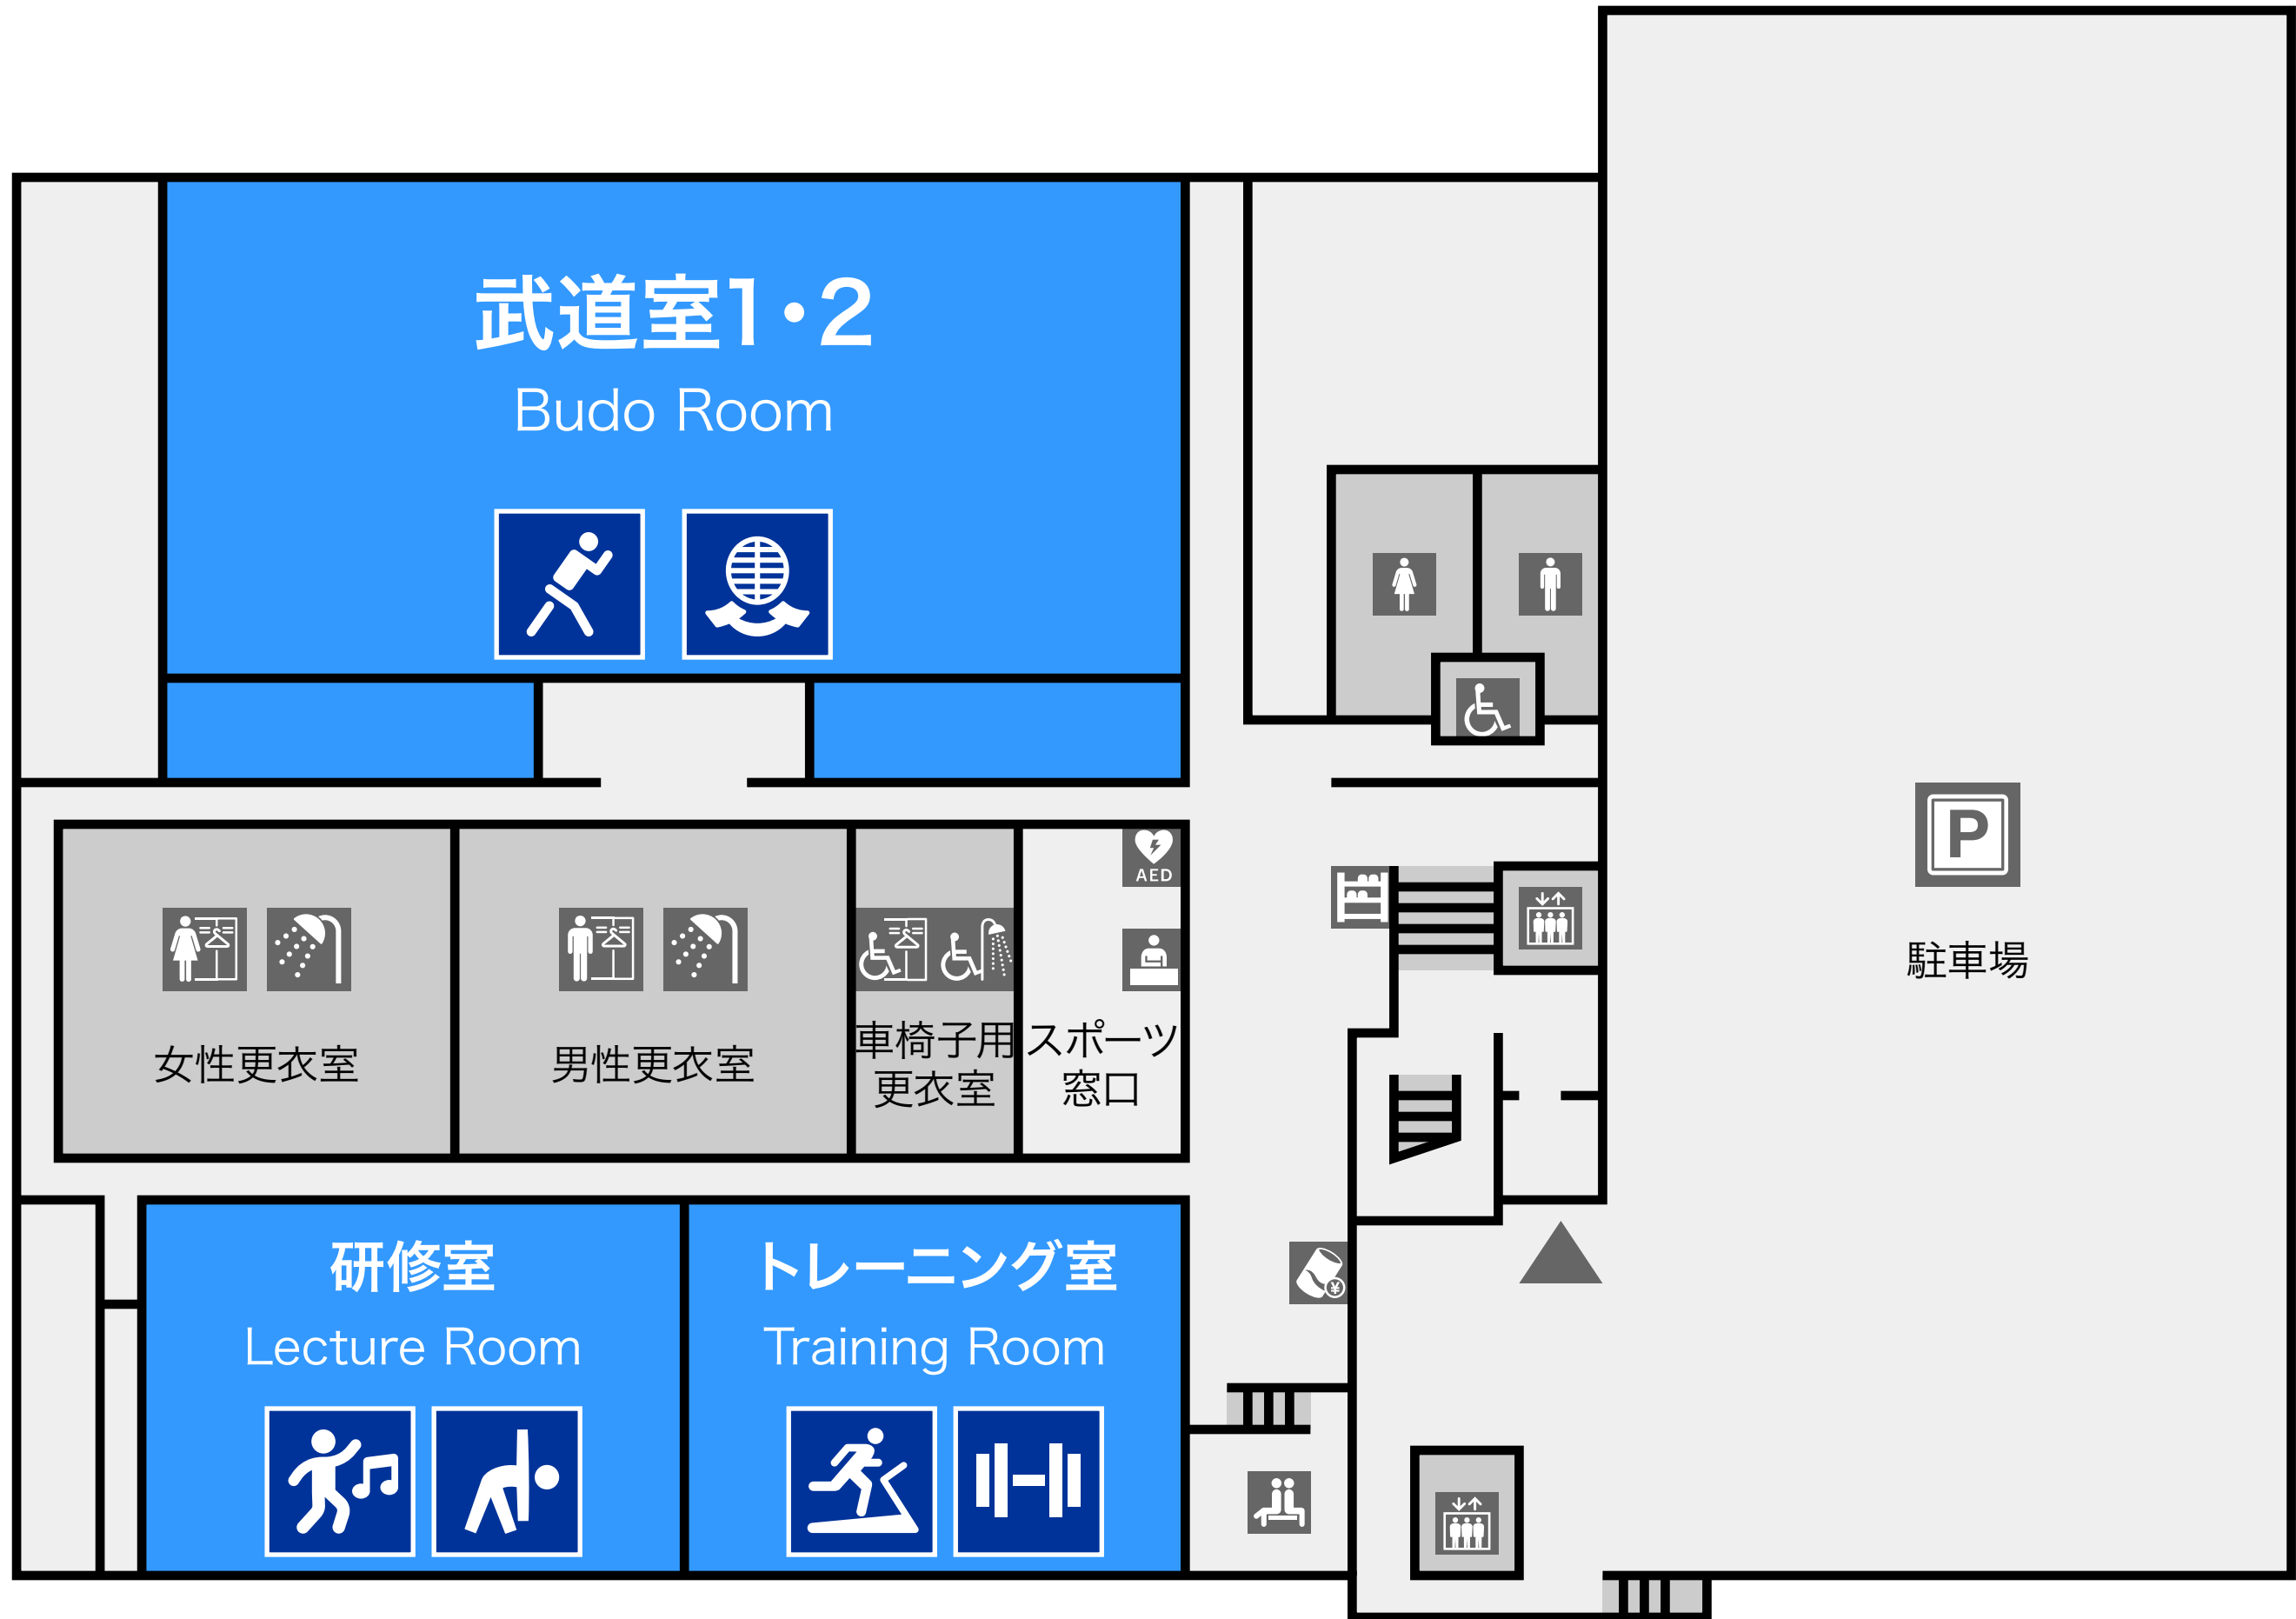 武道室1・2
Budo Room
AED
P
駐車場
女性更衣室
男性更衣室
車椅子用
更衣室
スポーツ
窓口
¥
研修室
Lecture Room
トレーニング室
Training Room